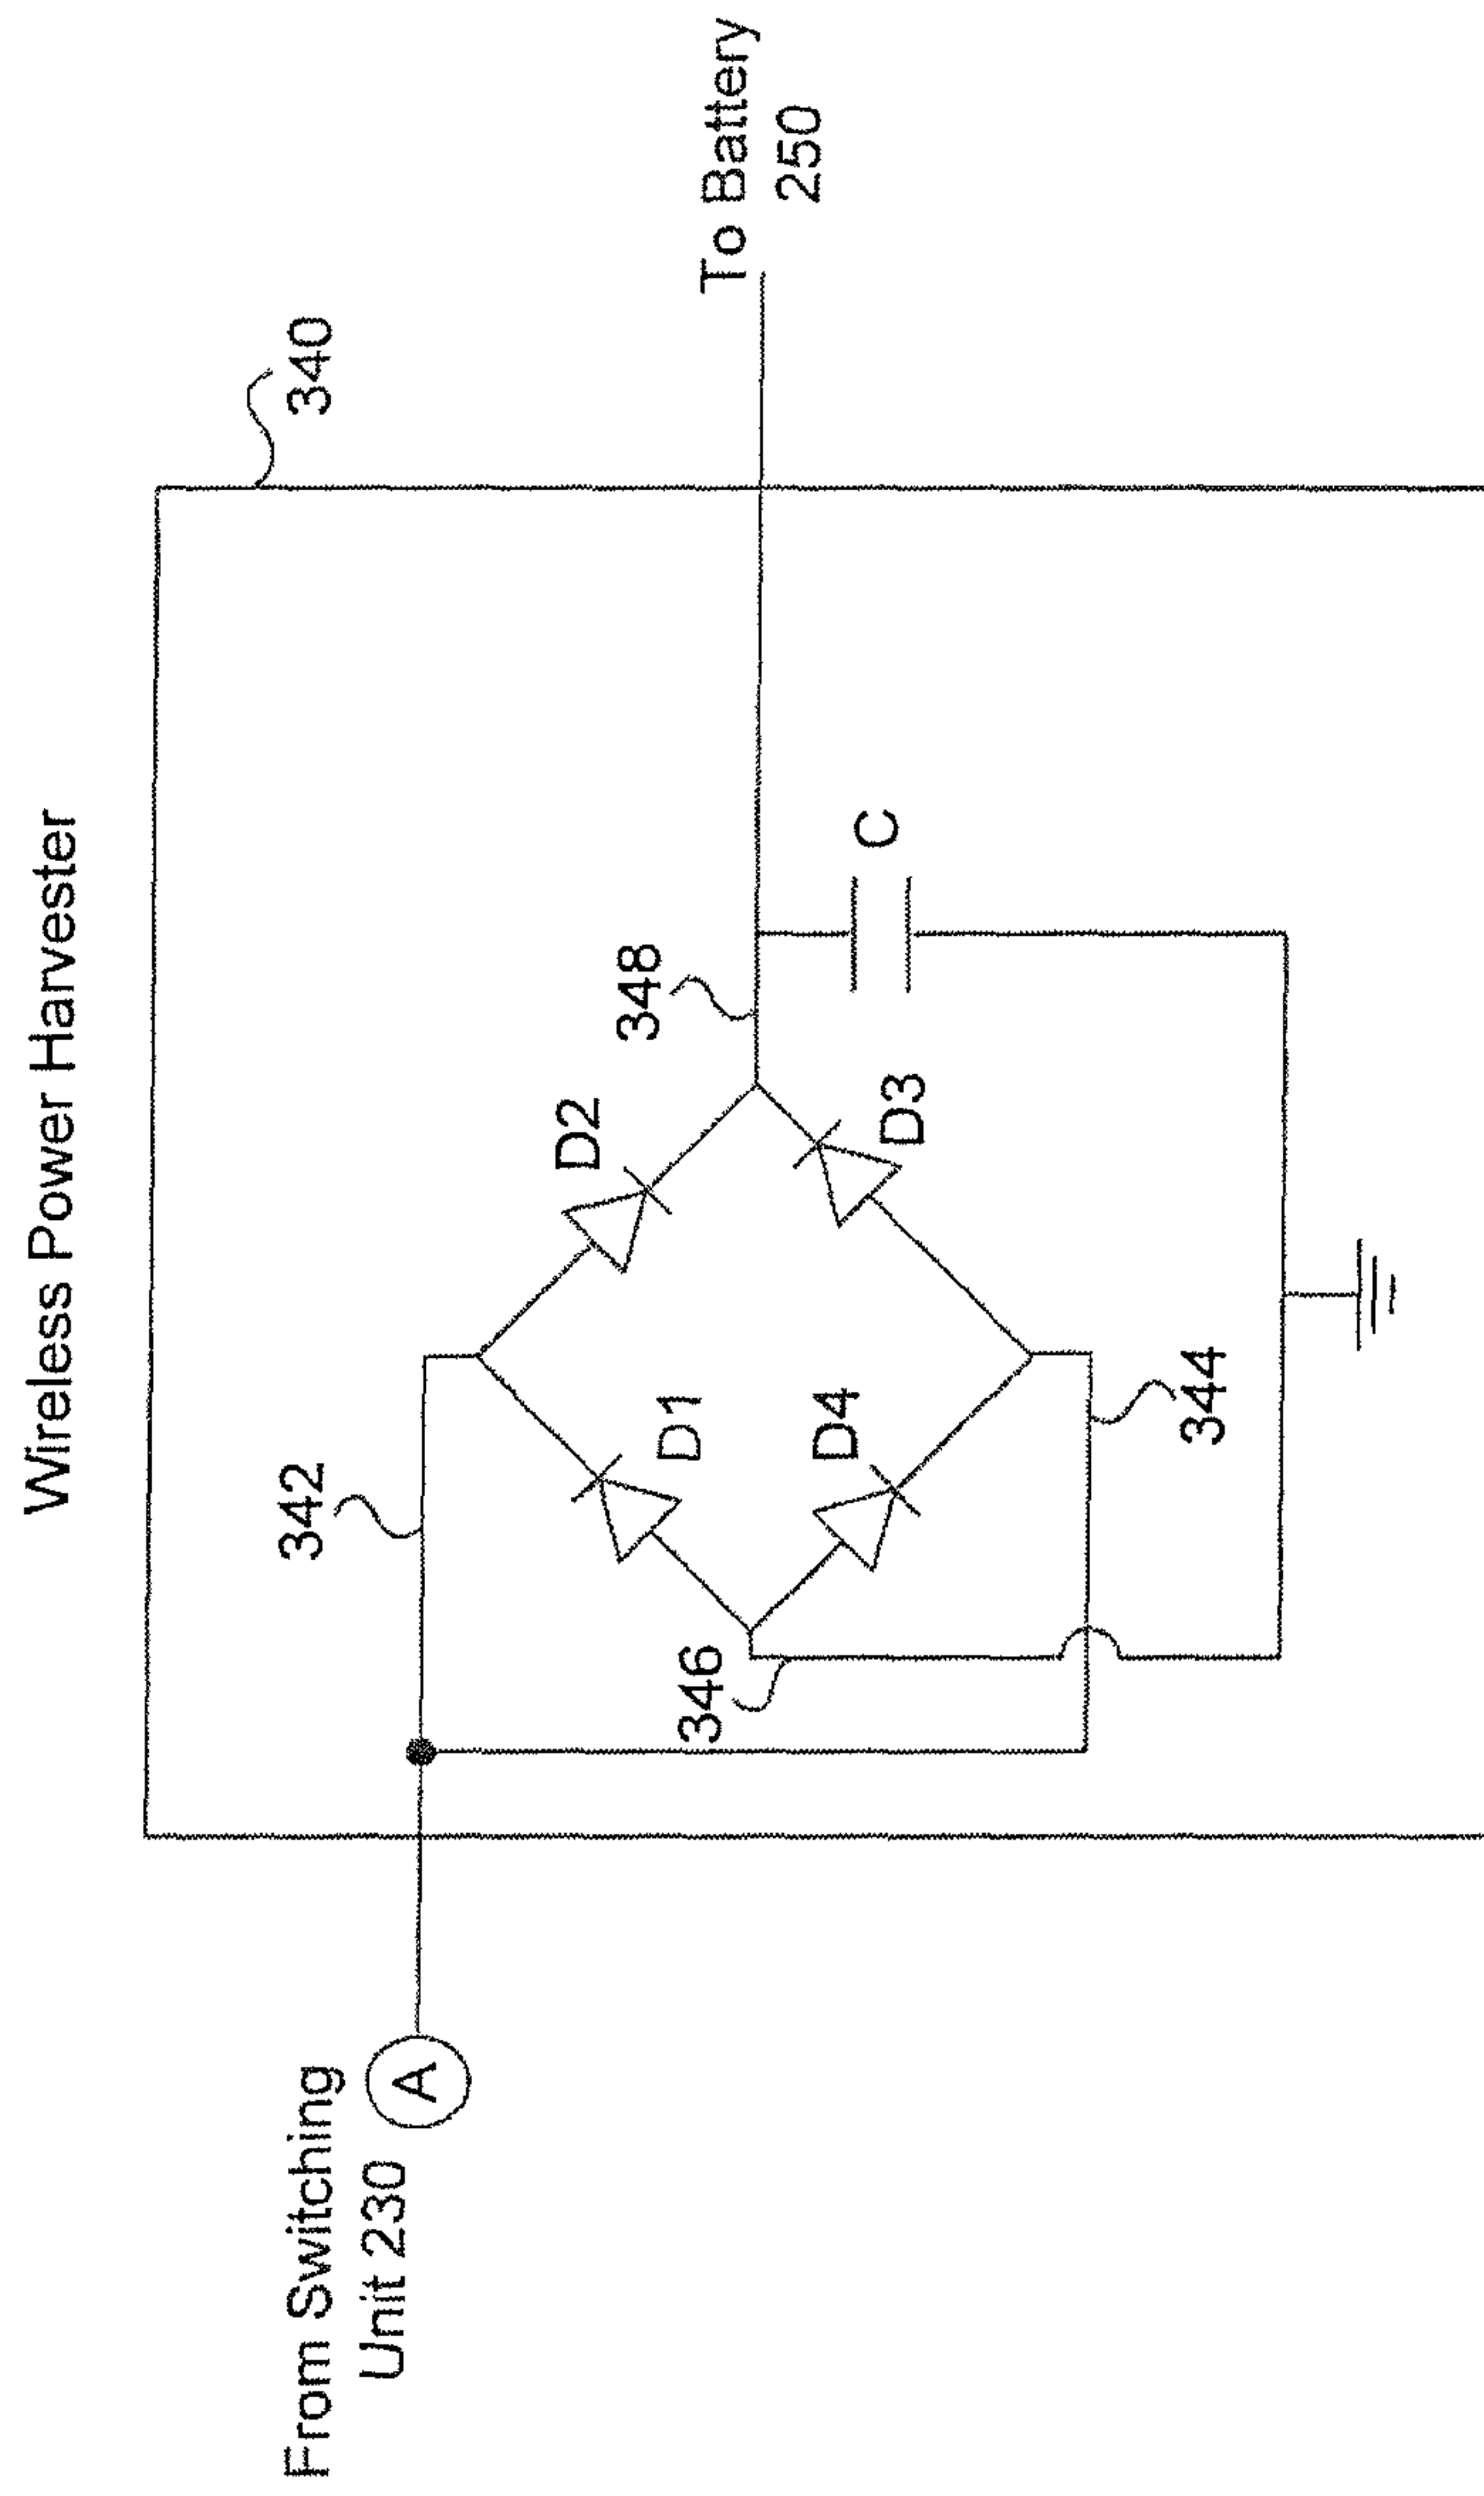 Wireless Power Harvester
From Switching
Unit 230
A
342
340
D1
D2
346
348
D4
D3
C
344
To Battery
250